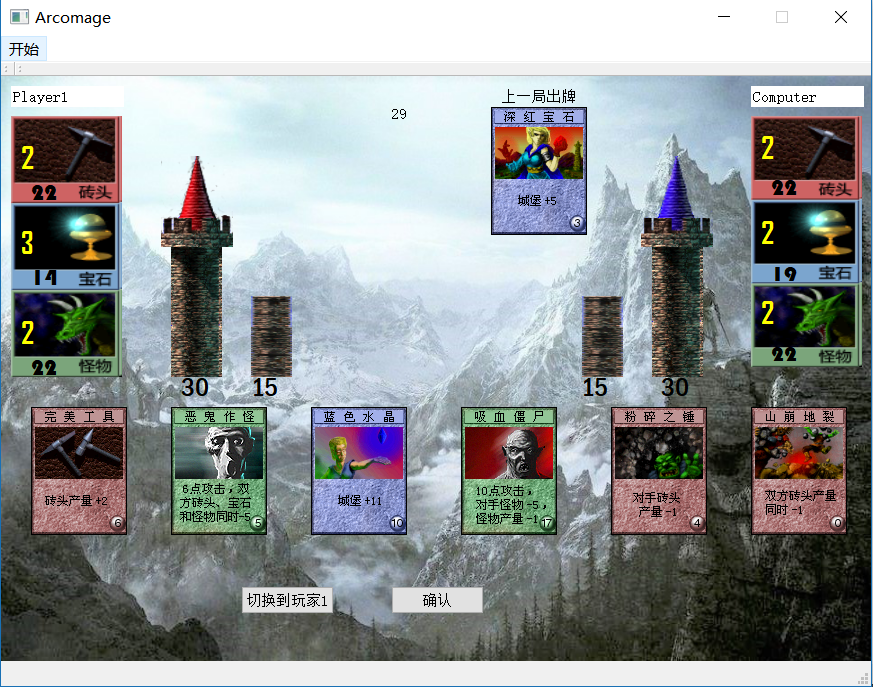 Arcomage
开始
Player1
29
上一局出牌
Computer
深红宝石
城堡 +5
3
2
22 砖头
3
14 宝石
2
22 怪物
2
22 砖头
2
19 宝石
2
22 怪物
30
15
15
30
完美工具
砖头产量 +2
6
恶鬼作怪
6点攻击，双
方砖头、宝石
和怪物同时-5
5
蓝色水晶
城堡 +11
10
吸血僵尸
10点攻击，
对手怪物 -5，
怪物产量 -1
17
粉碎之锤
对手砖头
产量 -1
4
山崩地裂
双方砖头产量
同时 -1
0
切换到玩家1
确认